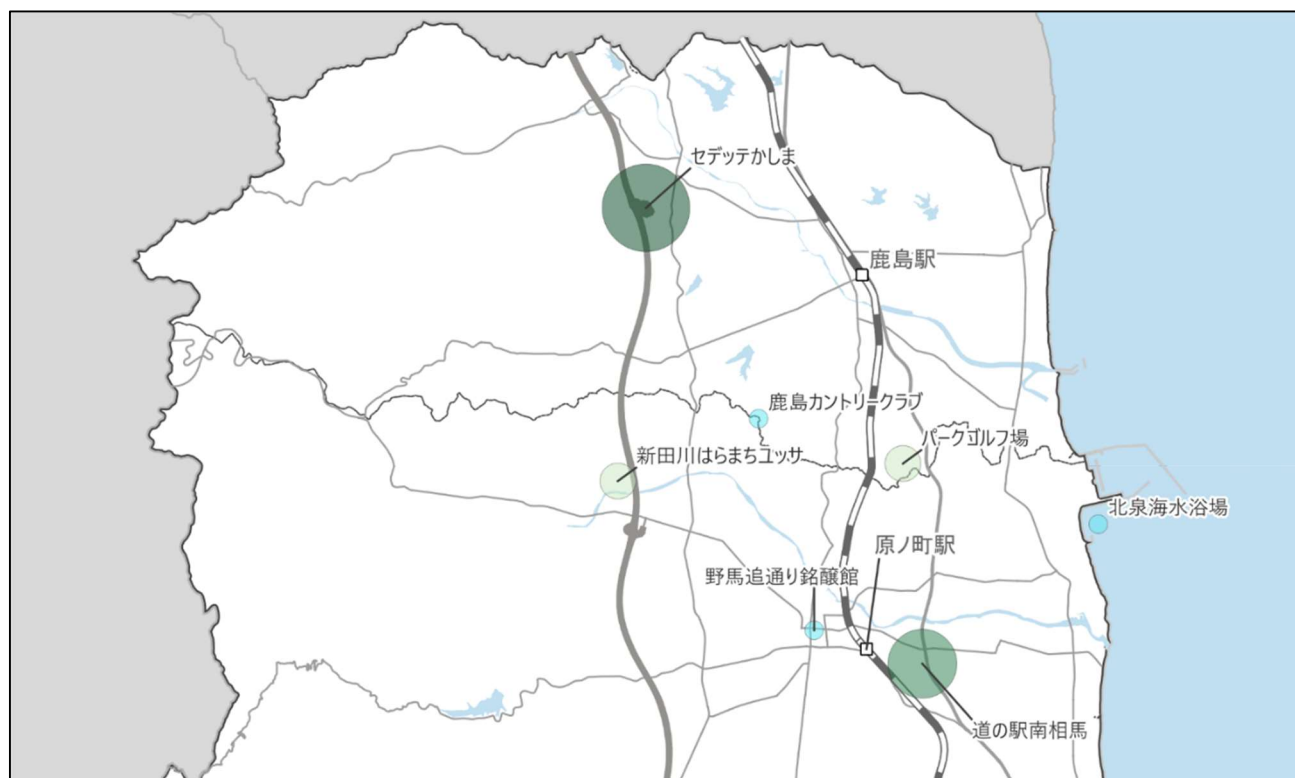 セデッテかしま
鹿島駅
鹿島カントリークラブ
パークゴルフ場
新田川はらまちユッサ
北泉海水浴場
原ノ町駅
野馬追通り銘醸館
道の駅南相馬